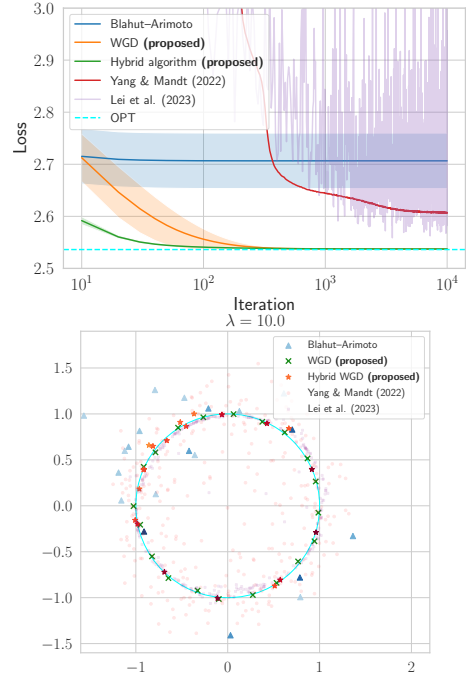 3.0
2.9
2.8
2.7
2.6
2.5
Loss
Blahut–Arimoto
WGD (proposed)
Hybrid algorithm (proposed)
Yang & Mandt (2022)
Lei et al. (2023)
OPT
10^1
10^2
10^3
10^4
Iteration
λ = 10.0
Blahut–Arimoto
WGD (proposed)
Hybrid WGD (proposed)
Yang & Mandt (2022)
Lei et al. (2023)
1.5
1.0
0.5
0.0
−0.5
−1.0
−1.5
−1
0
1
2